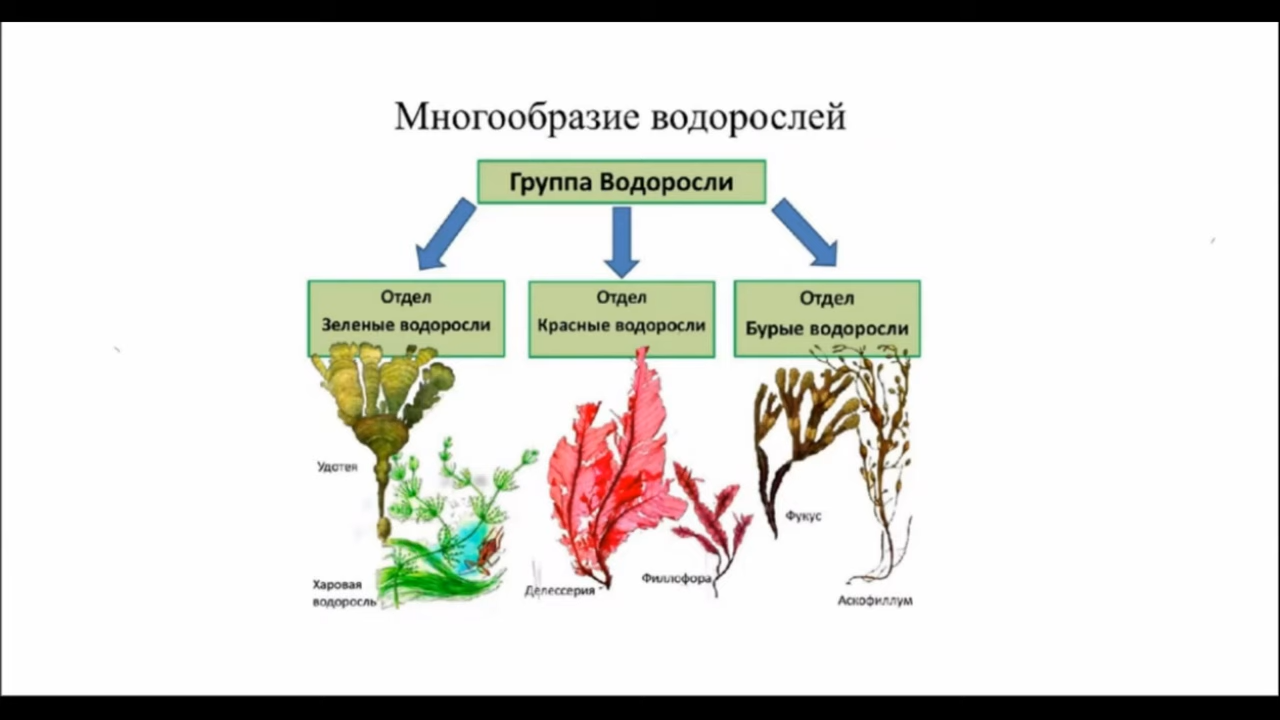 Многообразие водорослей
Группа Водоросли
Отдел
Зеленые водоросли
Отдел
Красные водоросли
Отдел
Бурые водоросли
Удотея
Харовая
водоросль
Делессерия
Филлофора
Фукус
Аскофиллум